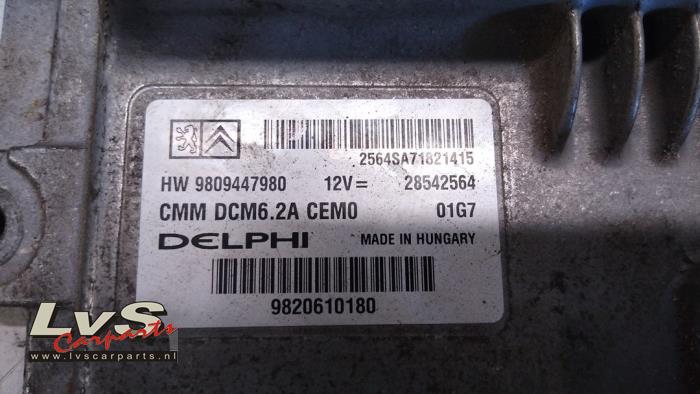 2564SA71821415
HW 9809447980 12V= 28542564
CMM DCM6.2A CEM0 01G7
DELPHI MADE IN HUNGARY
9820610180
LvS
Carparts
www.lvscarparts.nl